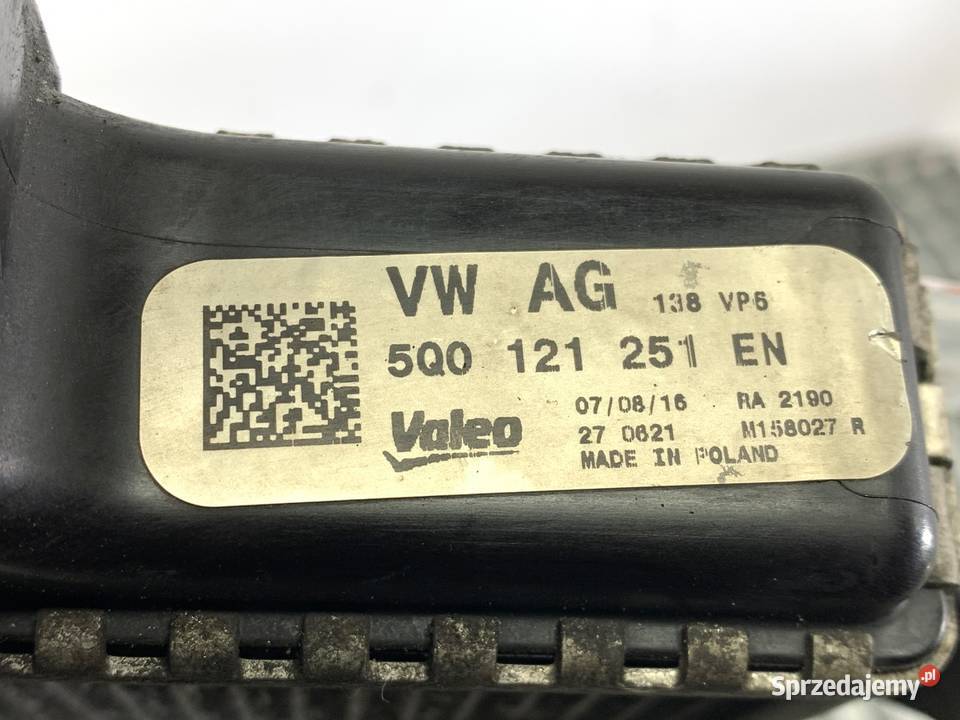 VW AG 138 VP6
5Q0 121 251 EN
Valeo
07/08/16 RA 2190
27 0621 M158027 R
MADE IN POLAND
Sprzedajemy.pl